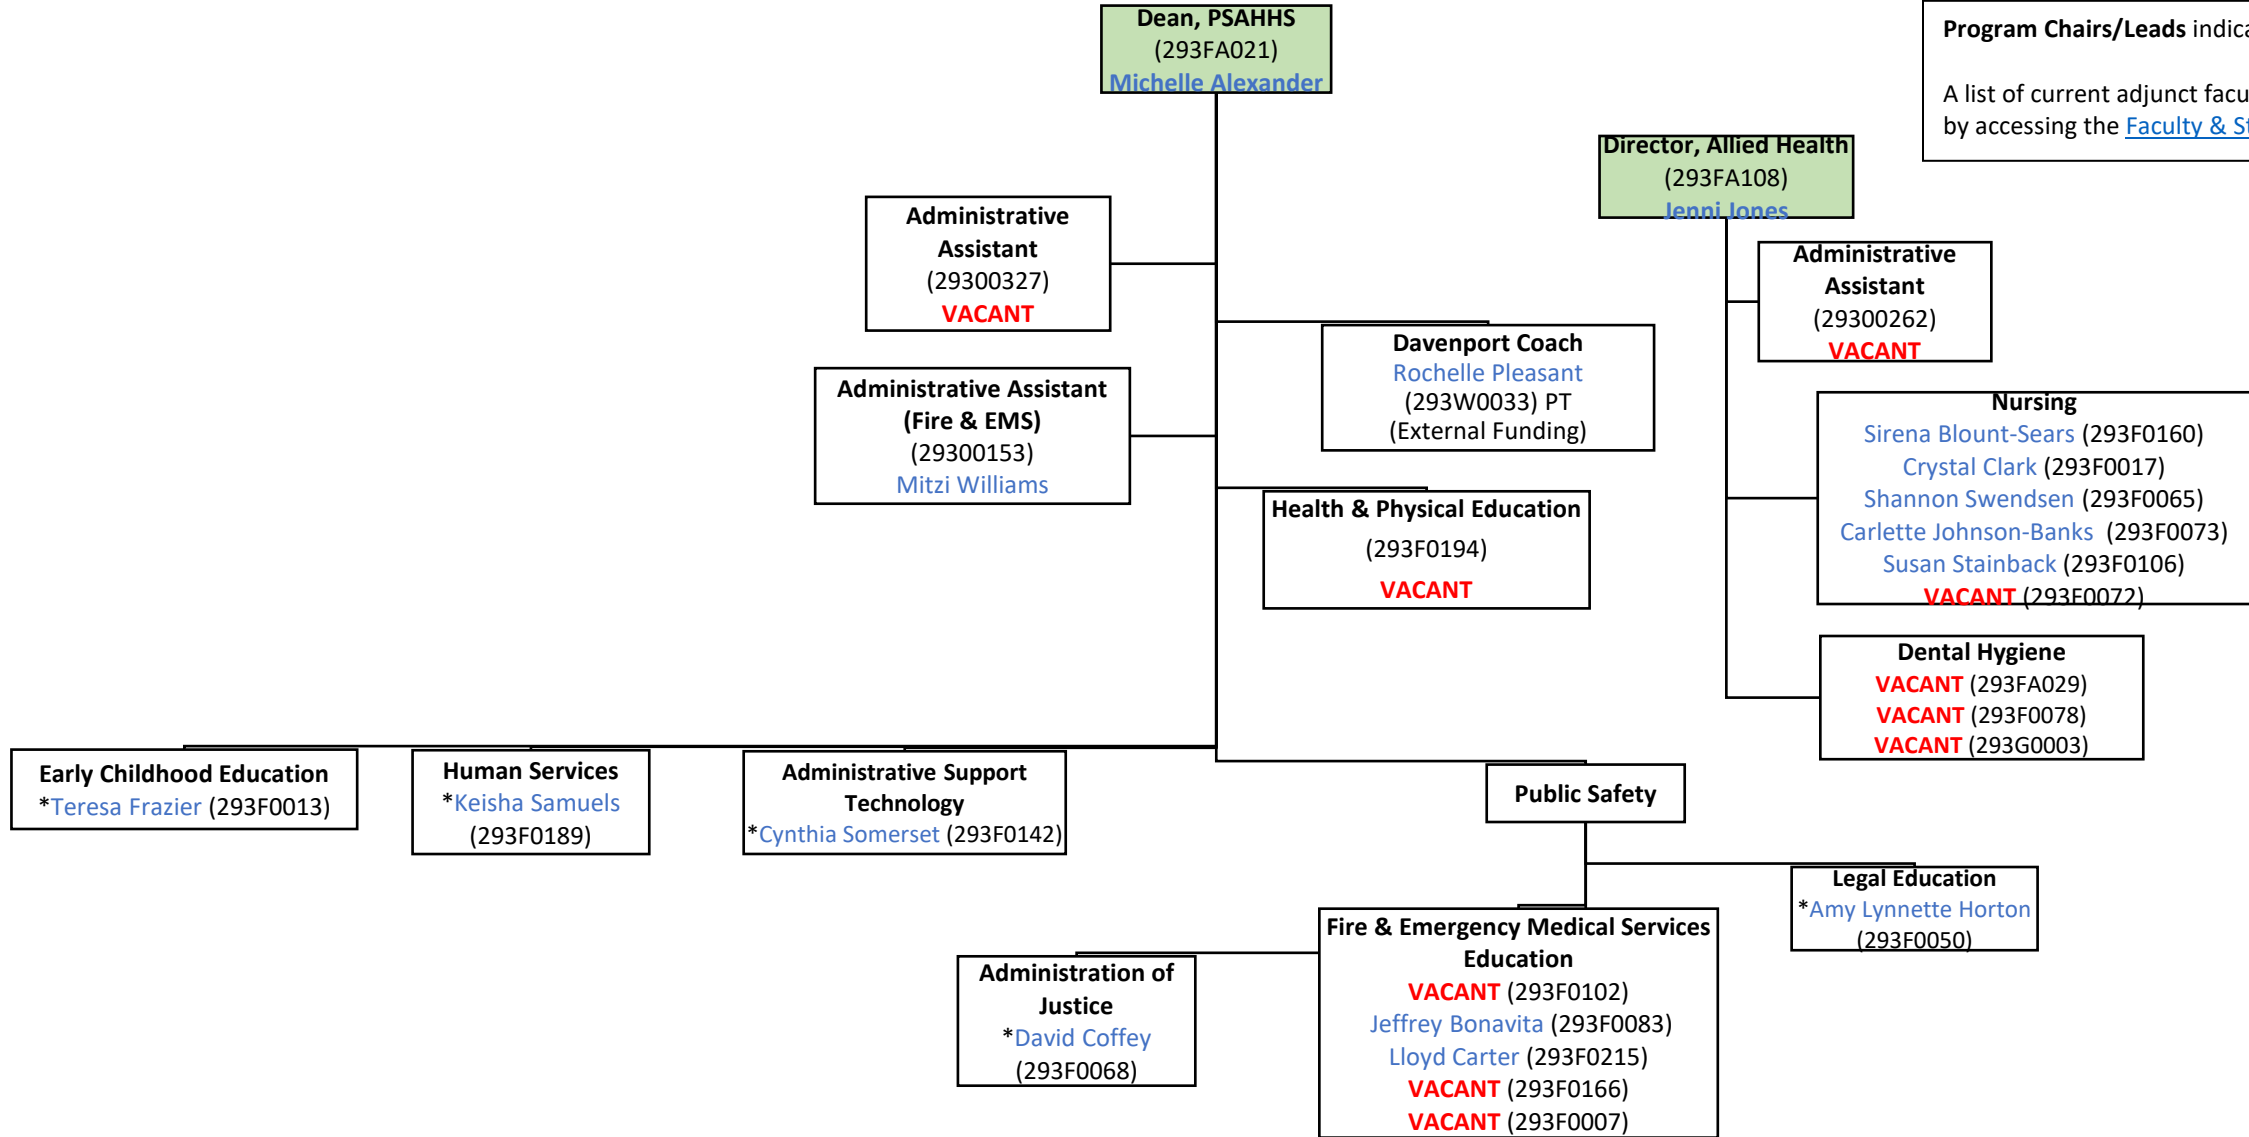 Dean, PSAHHS
(293FA021)
Michelle Alexander
Program Chairs/Leads
A list of current adjunct
by accessing the Faculty &
Director, Allied Health
(293FA108)
Jenni Jones
Administrative
Assistant
(29300327)
VACANT
Administrative
Assistant
(29300262)
VACANT
Davenport Coach
Rochelle Pleasant
(293W0033) PT
(External Funding)
Administrative Assistant
(Fire & EMS)
(29300153)
Mitzi Williams
Nursing
Sirena Blount-Sears (293F0160)
Crystal Clark (293F0017)
Shannon Swendsen (293F0065)
Carlette Johnson-Banks (293F0073)
Susan Stainback (293F0106)
VACANT (293F0072)
Health & Physical Education
(293F0194)
VACANT
Dental Hygiene
VACANT (293FA029)
VACANT (293F0078)
VACANT (293G0003)
Early Childhood Education
*Teresa Frazier (293F0013)
Human Services
*Keisha Samuels
(293F0189)
Administrative Support
Technology
*Cynthia Somerset (293F0142)
Public Safety
Legal Education
*Amy Lynnette Horton
(293F0050)
Fire & Emergency Medical Services
Education
VACANT (293F0102)
Jeffrey Bonavita (293F0083)
Lloyd Carter (293F0215)
VACANT (293F0166)
VACANT (293F0007)
Administration of
Justice
*David Coffey
(293F0068)